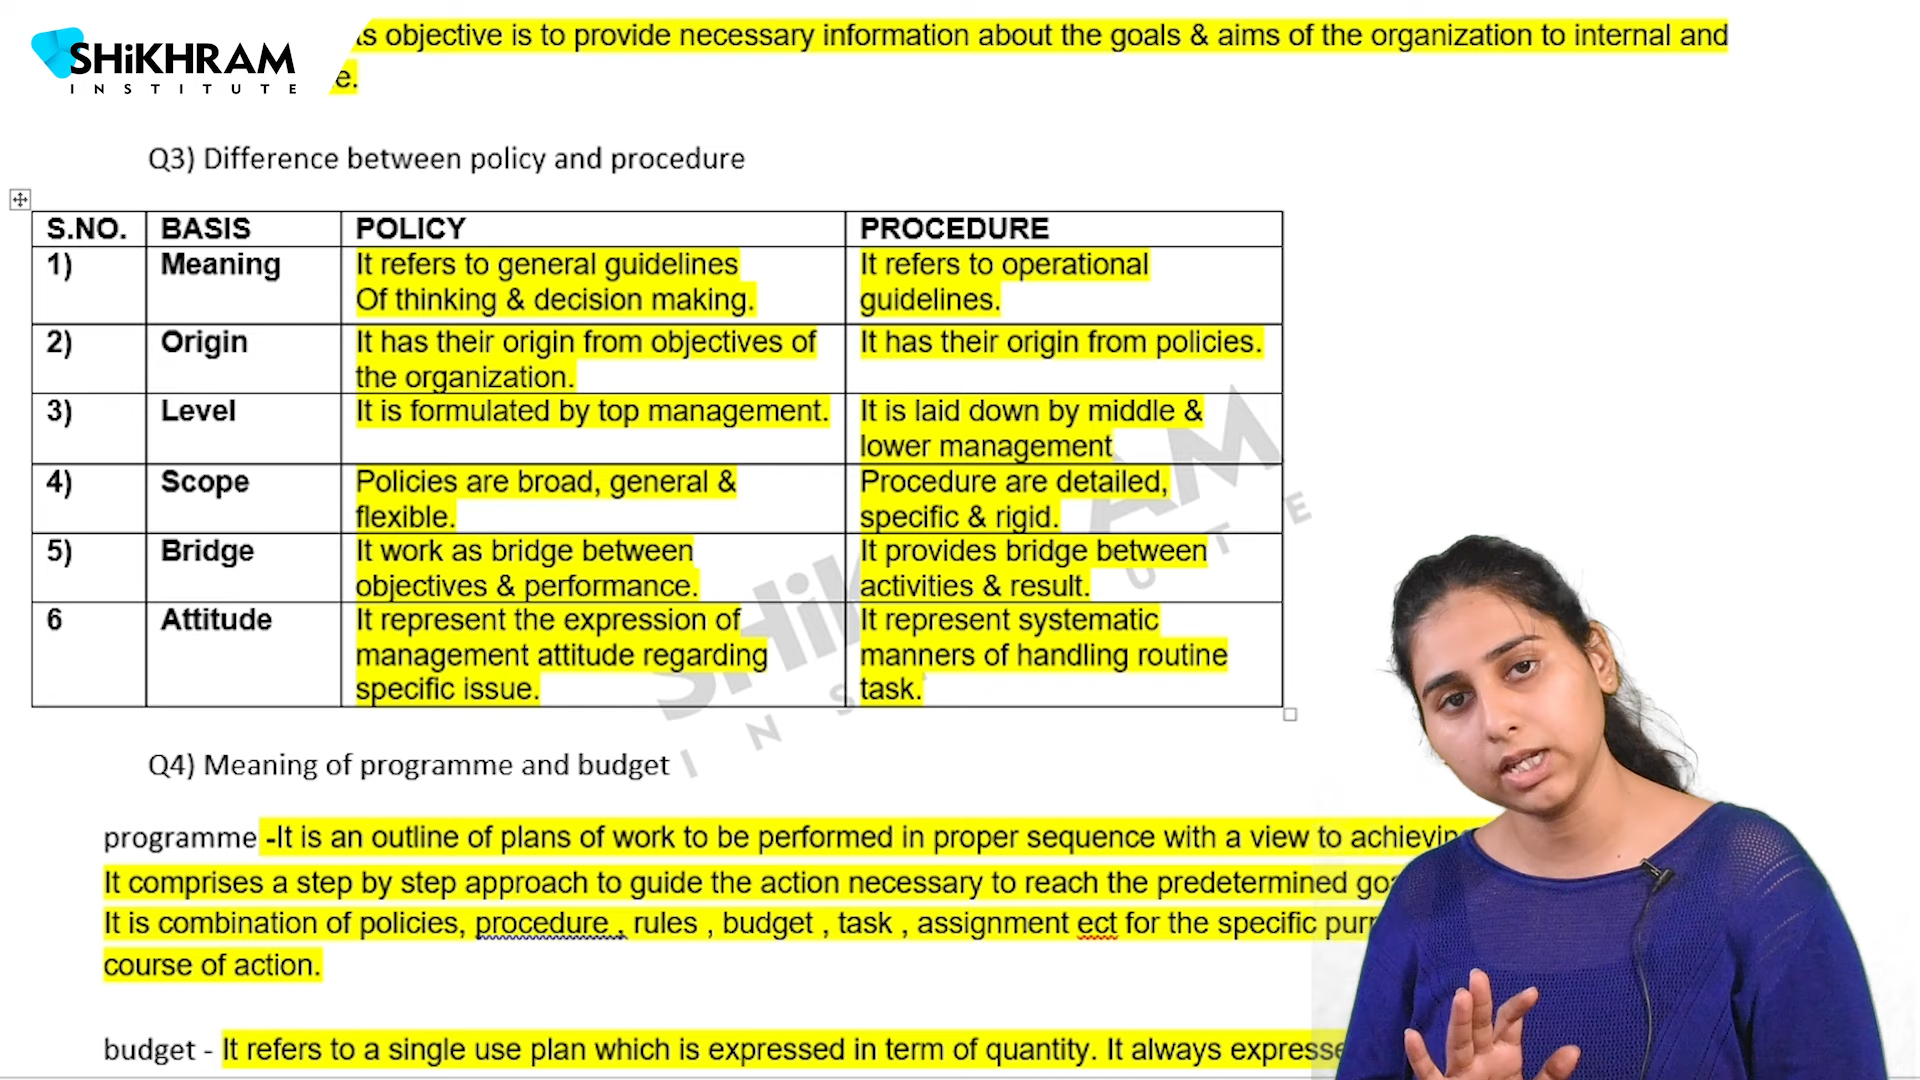 SHiKHRAM
INSTITUTE
ts objective is to provide necessary information about the goals & aims of the organization to internal and
e.
Q3) Difference between policy and procedure
S.NO. BASIS POLICY PROCEDURE
1) Meaning It refers to general guidelines It refers to operational
Of thinking & decision making. guidelines.
2) Origin It has their origin from objectives of It has their origin from policies.
the organization.
3) Level It is formulated by top management. It is laid down by middle &
lower management
4) Scope Policies are broad, general & Procedure are detailed,
flexible. specific & rigid.
5) Bridge It work as bridge between It provides bridge between
objectives & performance. activities & result.
6 Attitude It represent the expression of It represent systematic
management attitude regarding manners of handling routine
specific issue. task.
Q4) Meaning of programme and budget
programme -It is an outline of plans of work to be performed in proper sequence with a view to
It comprises a step by step approach to guide the action necessary to reach the predetermined
It is combination of policies, procedure , rules , budget , task , assignment ect for the specific
course of action.
budget - It refers to a single use plan which is expressed in term of quantity. It always